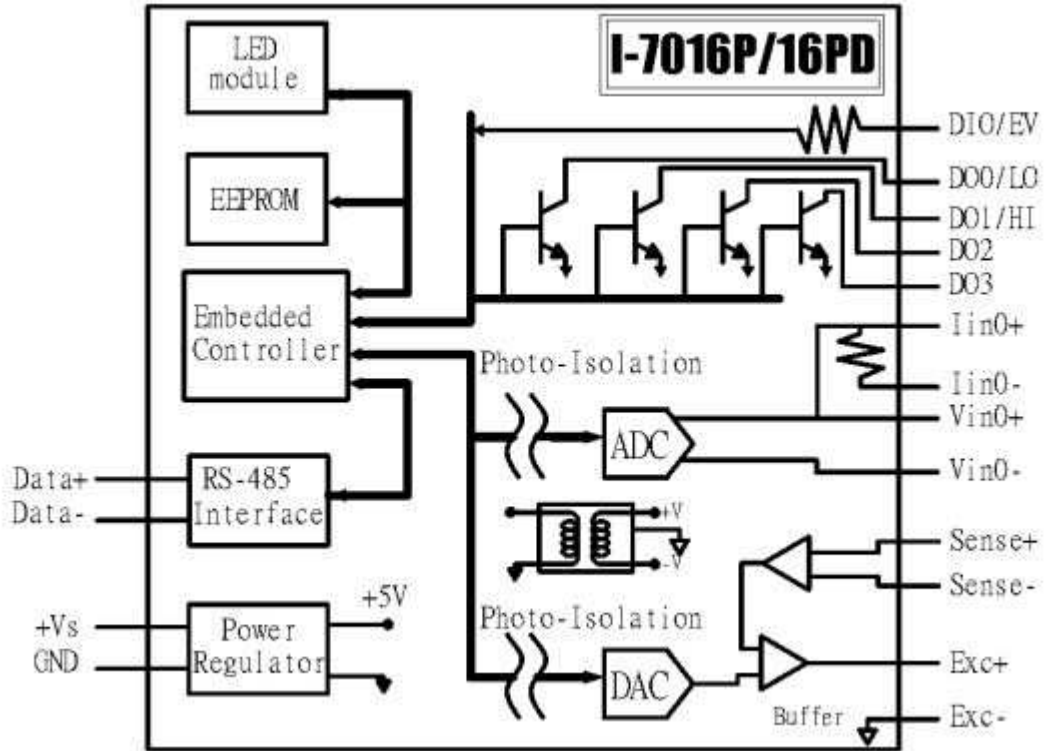 I-7016P/16PD
LED
module
EEPROM
Embedded
Controller
RS-485
Interface
Power
Regulator
Data+
Data-
+Vs
GND
+5V
Photo-Isolation
ADC
+V
-V
Photo-Isolation
DAC
Buffer
DIO/EV
DO0/LO
DO1/HI
DO2
DO3
Iin0+
Iin0-
Vin0+
Vin0-
Sense+
Sense-
Exc+
Exc-